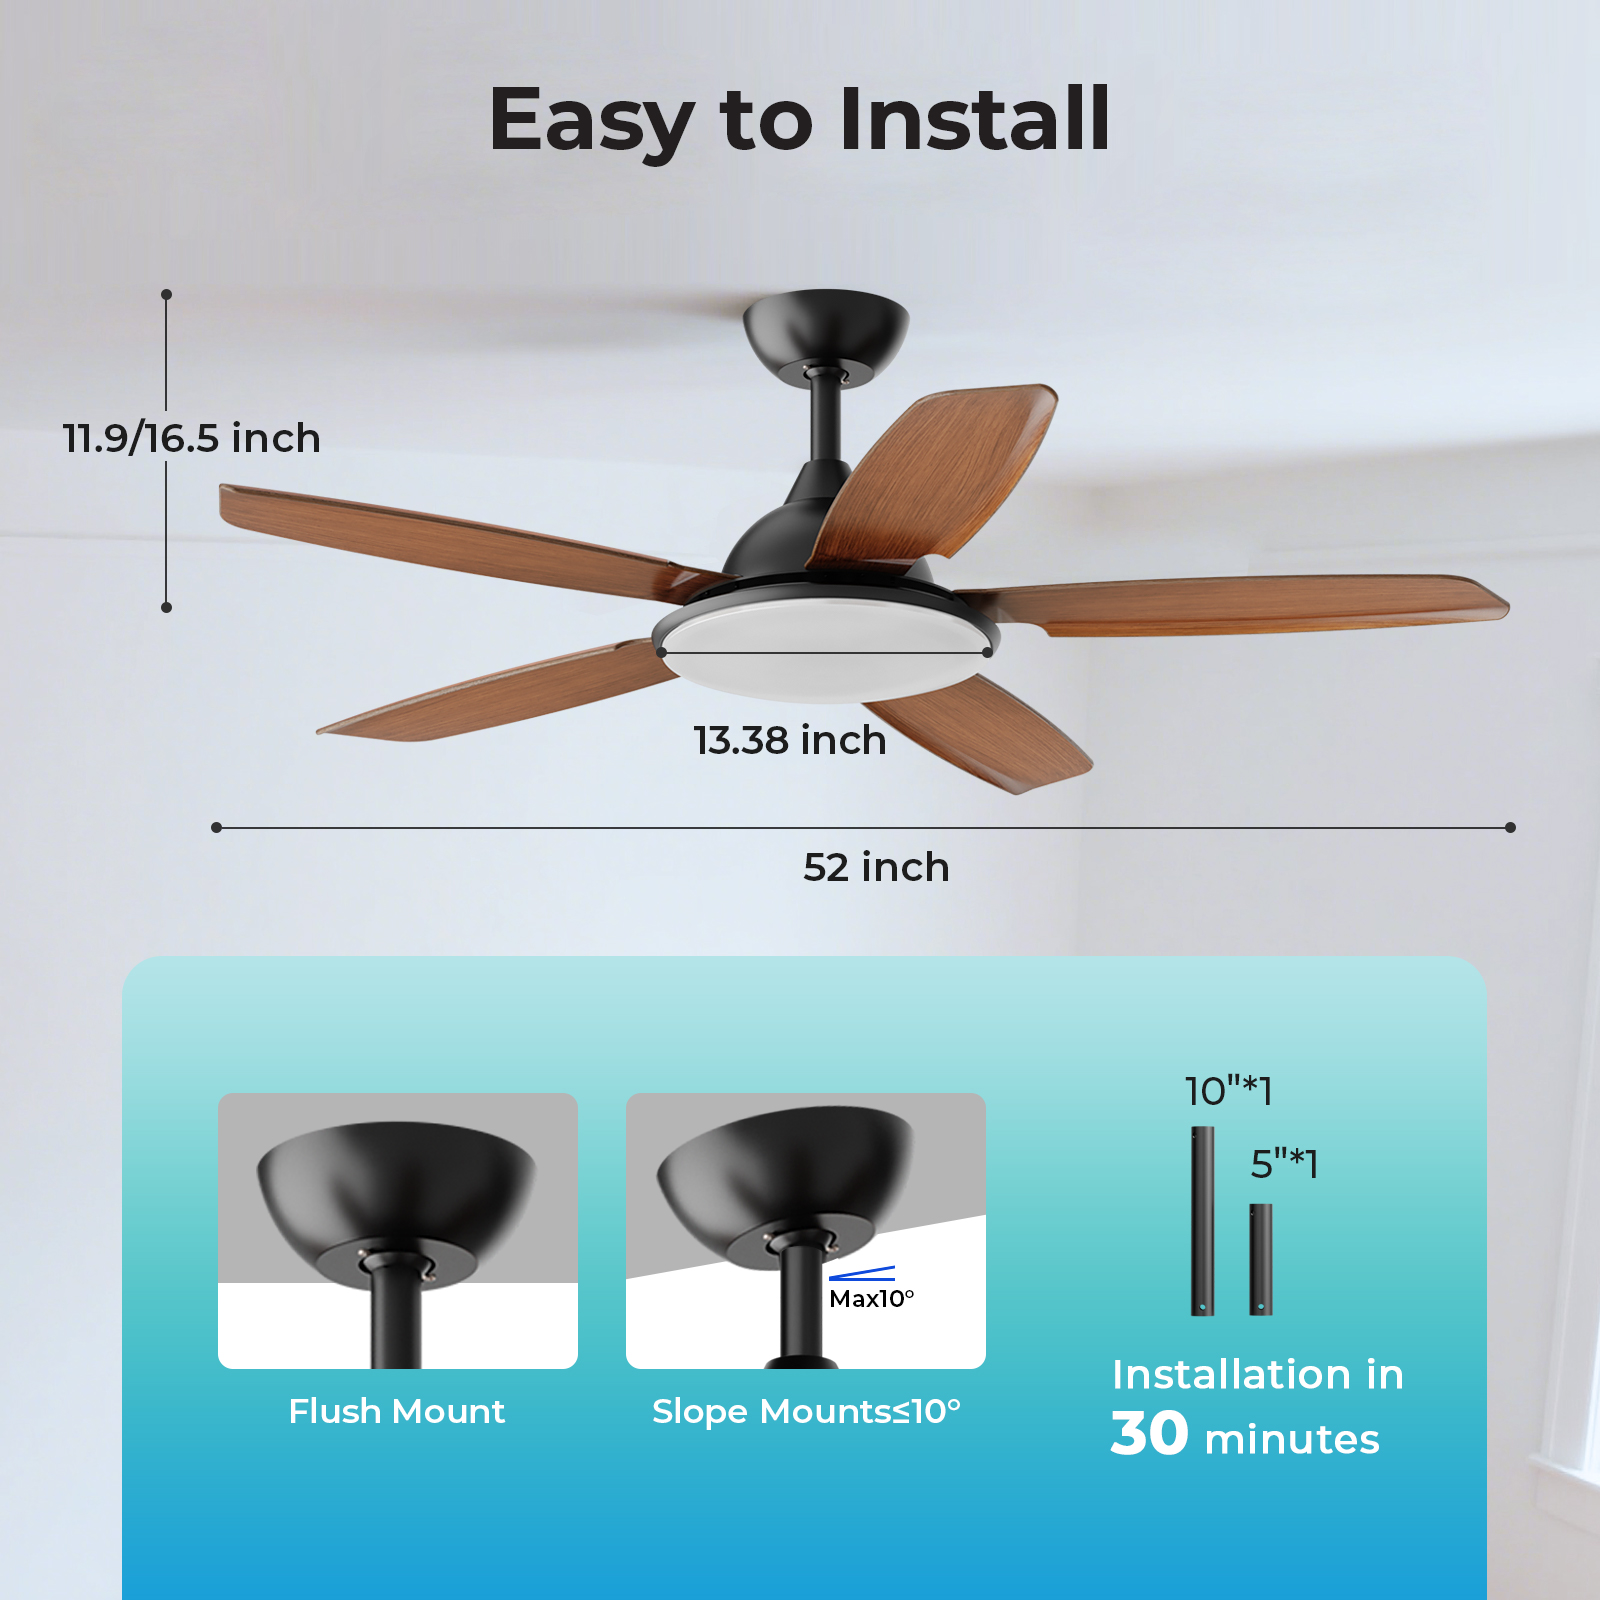 Easy to Install
11.9/16.5 inch
13.38 inch
52 inch
10"*1
5"*1
Max10°
Flush Mount
Slope Mounts≤10°
Installation in
30 minutes